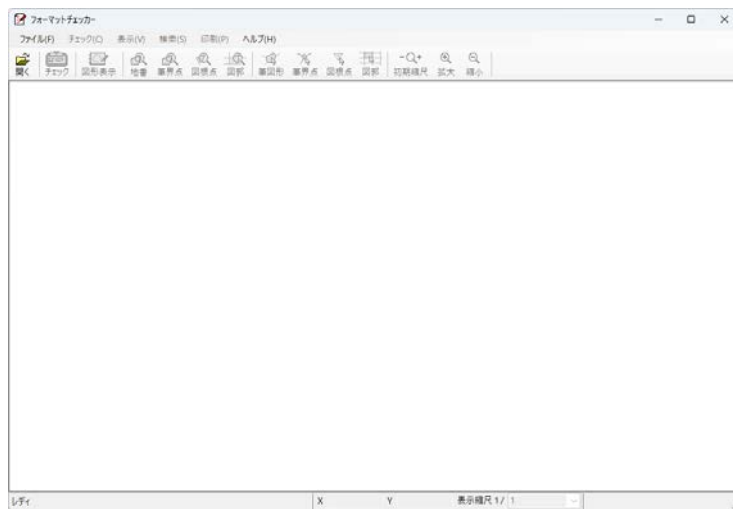 フォーマットチェッカー
ファイル(F) チェック(C) 表示(V) 検索(S) 印刷(P) ヘルプ(H)
開く チェック 図形表示 地番 筆界点 図根点 図郭 筆図形 筆界点 図根点 図郭 初期縮尺 拡大 縮小
レディ X Y 表示縮尺 1/ 1